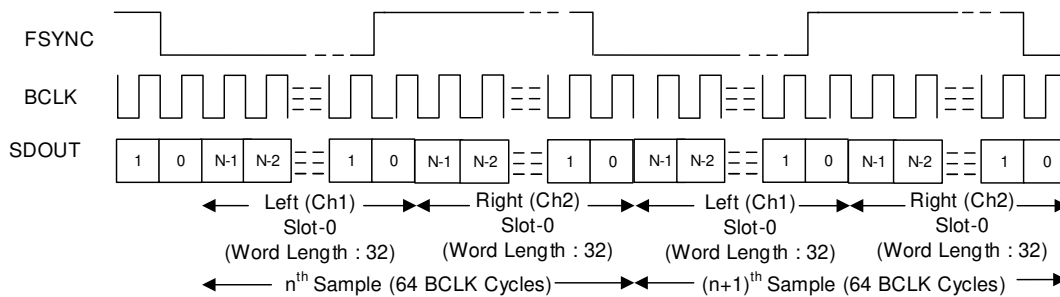 FSYNC
BCLK
SDOUT
1 0 N-1 N-2 1 0 N-1 N-2 1 0 N-1 N-2 1 0 N-1 N-2 1 0
Left (Ch1) Right (Ch2) Left (Ch1) Right (Ch2)
Slot-0 Slot-0 Slot-0 Slot-0
(Word Length : 32) (Word Length : 32) (Word Length : 32) (Word Length : 32)
nth Sample (64 BCLK Cycles) (n+1)th Sample (64 BCLK Cycles)